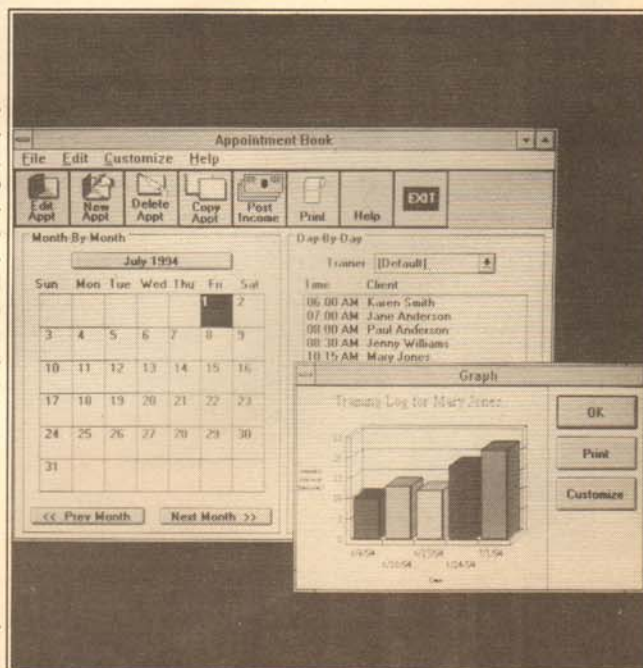 Appointment Book
File Edit Customize Help
Edit Appt
New Appt
Delete Appt
Copy Appt
Post Income
Print
Help
EXIT
Month-By-Month
July 1994
Sun Mon Tue Wed Thu Fri Sat
1 2
3 4 5 6 7 8 9
10 11 12 13 14 15 16
17 18 19 20 21 22 23
24 25 26 27 28 29 30
31
<< Prev Month
Next Month >>
Day-By-Day
Trainer [Default]
Time Client
06:00 AM Karen Smith
07:00 AM Jane Anderson
08:00 AM Paul Anderson
08:30 AM Jenny Williams
10:15 AM Mary Jones
Graph
Training Log for Mary Jones
OK
Print
Customize